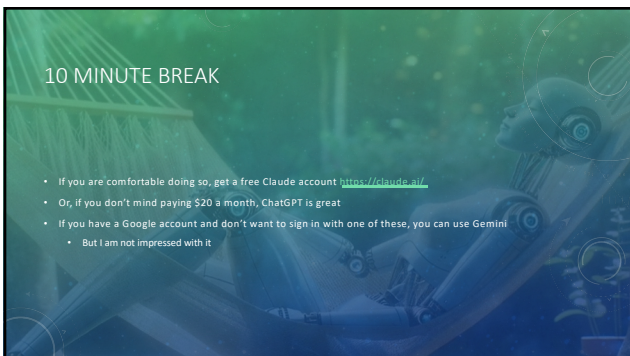 10 MINUTE BREAK
• If you are comfortable doing so, get a free Claude account https://claude.ai/
• Or, if you don't mind paying $20 a month, ChatGPT is great
• If you have a Google account and don't want to sign in with one of these, you can use Gemini
• But I am not impressed with it